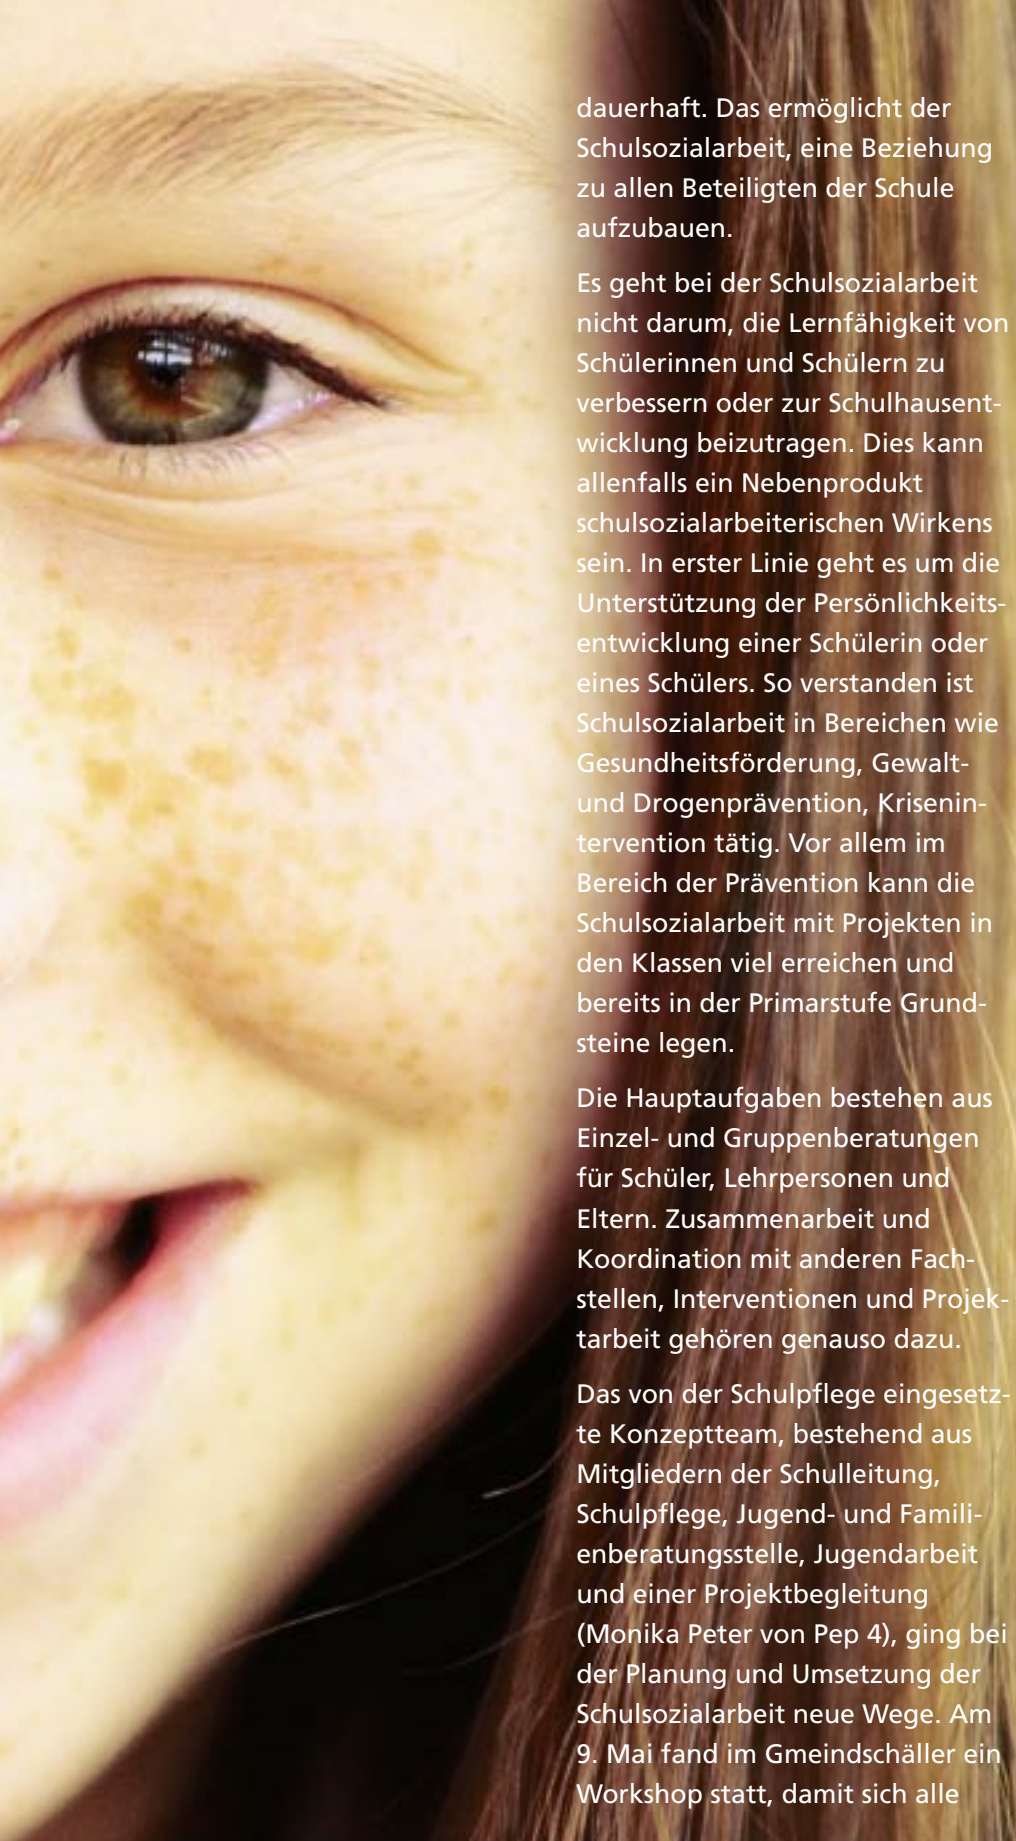 dauerhaft. Das ermöglicht der
Schulsozialarbeit, eine Beziehung
zu allen Beteiligten der Schule
aufzubauen.
Es geht bei der Schulsozialarbeit
nicht darum, die Lernfähigkeit von
Schülerinnen und Schülern zu
verbessern oder zur Schulhausent-
wicklung beizutragen. Dies kann
allenfalls ein Nebenprodukt
schulsozialarbeiterischen Wirkens
sein. In erster Linie geht es um die
Unterstützung der Persönlichkeits-
entwicklung einer Schülerin oder
eines Schülers. So verstanden ist
Schulsozialarbeit in Bereichen wie
Gesundheitsförderung, Gewalt-
und Drogenprävention, Krisenin-
tervention tätig. Vor allem im
Bereich der Prävention kann die
Schulsozialarbeit mit Projekten in
den Klassen viel erreichen und
bereits in der Primarstufe Grund-
steine legen.
Die Hauptaufgaben bestehen aus
Einzel- und Gruppenberatungen
für Schüler, Lehrpersonen und
Eltern. Zusammenarbeit und
Koordination mit anderen Fach-
stellen, Interventionen und Projek-
tarbeit gehören genauso dazu.
Das von der Schulpflege eingesetz-
te Konzeptteam, bestehend aus
Mitgliedern der Schulleitung,
Schulpflege, Jugend- und Famili-
enberatungsstelle, Jugendarbeit
und einer Projektbegleitung
(Monika Peter von Pep 4), ging bei
der Planung und Umsetzung der
Schulsozialarbeit neue Wege. Am
9. Mai fand im Gmeindschäller ein
Workshop statt, damit sich alle